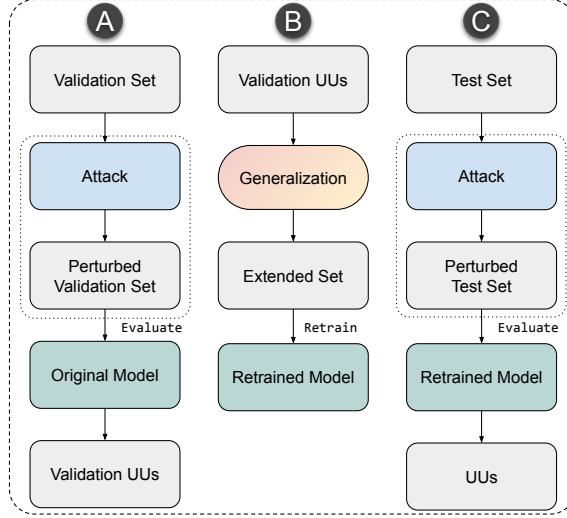 A
Validation Set
Attack
Perturbed
Validation Set
Evaluate
Original Model
Validation UUs
B
Validation UUs
Generalization
Extended Set
Retrain
Retrained Model
C
Test Set
Attack
Perturbed
Test Set
Evaluate
Retrained Model
UUs